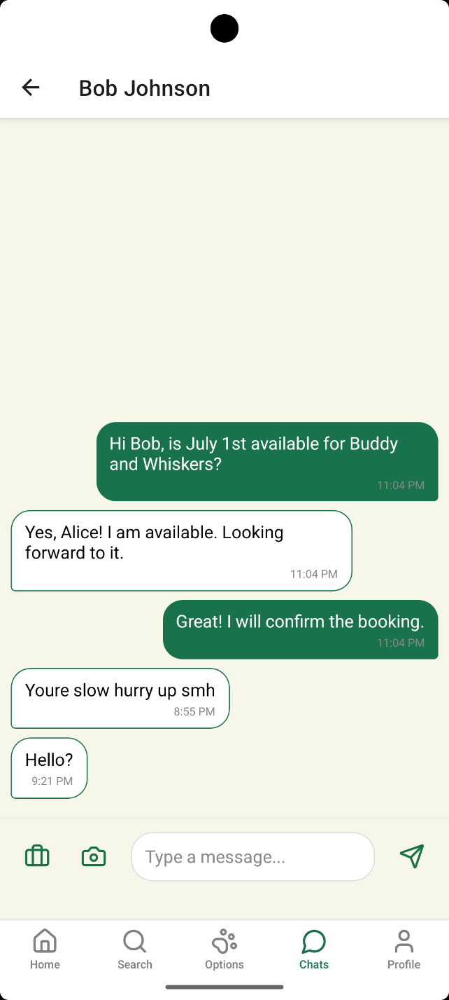 Bob Johnson
Hi Bob, is July 1st available for Buddy
and Whiskers?
11:04 PM
Yes, Alice! I am available. Looking
forward to it.
11:04 PM
Great! I will confirm the booking.
11:04 PM
Youre slow hurry up smh
8:55 PM
Hello?
9:21 PM
Type a message...
Home
Search
Options
Chats
Profile